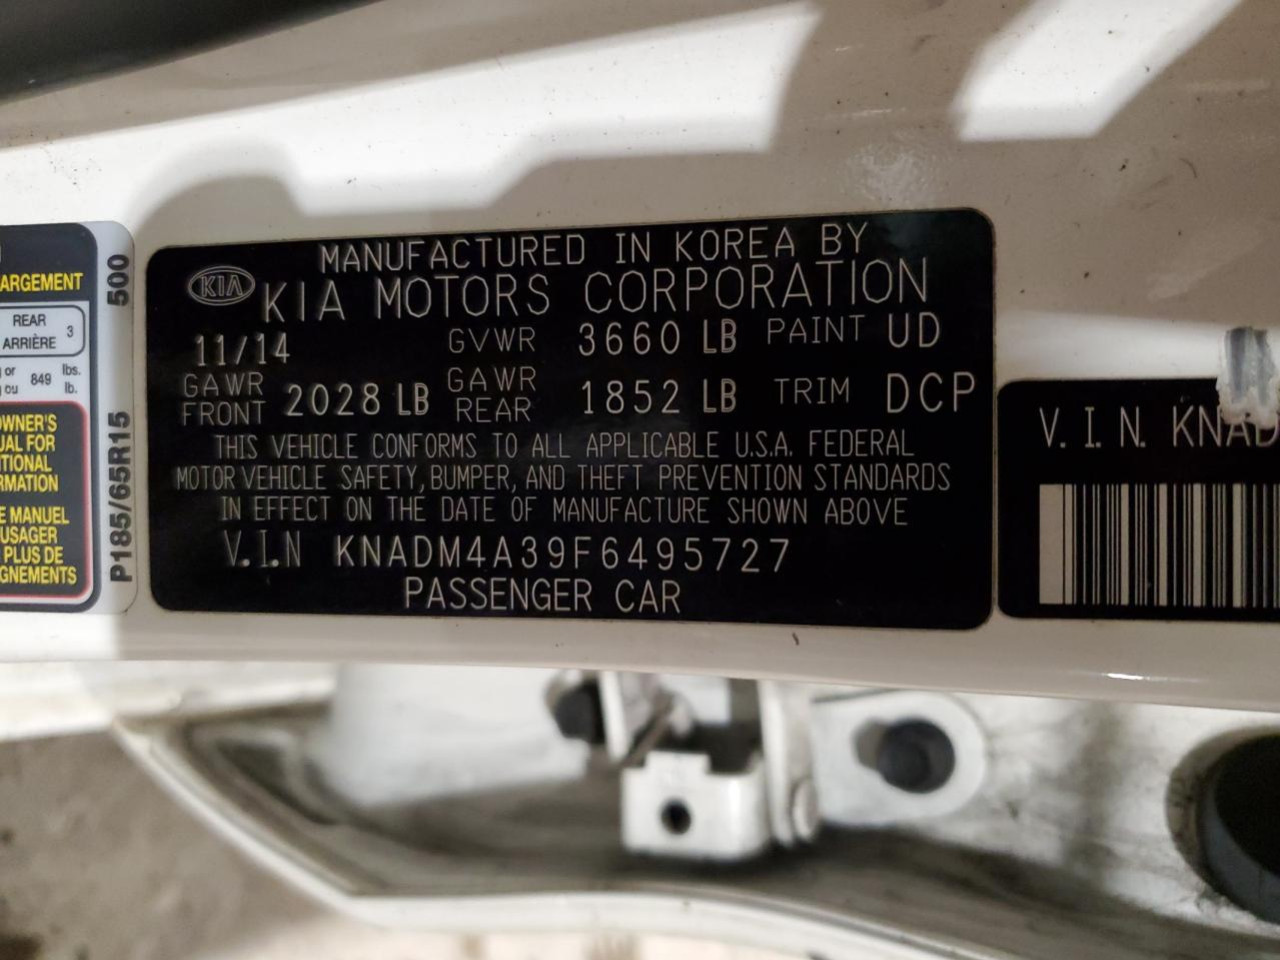 ARGEMENT
REAR
ARRIÈRE 3
or
ou 849 lbs.
lb.
OWNER'S
UAL FOR
ITIONAL
RMATION
E MANUEL
USAGER
PLUS DE
GNEMENTS
500
P185/65R15
MANUFACTURED IN KOREA BY
KIA KIA MOTORS CORPORATION
11/14 GVWR 3660 LB PAINT UD
GAWR FRONT 2028 LB GAWR REAR 1852 LB TRIM DCP
THIS VEHICLE CONFORMS TO ALL APPLICABLE U.S.A. FEDERAL
MOTOR VEHICLE SAFETY, BUMPER, AND THEFT PREVENTION STANDARDS
IN EFFECT ON THE DATE OF MANUFACTURE SHOWN ABOVE
V.I.N KNADM4A39F6495727
PASSENGER CAR
V.I.N. KNAD